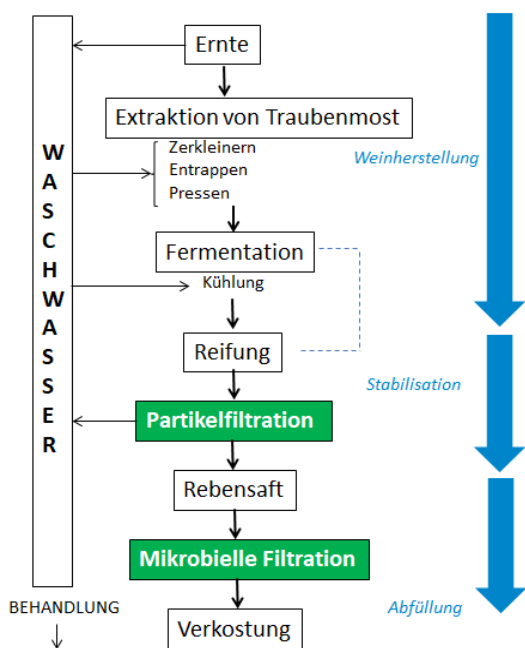 Ernte
Extraktion von Traubenmost
Zerkleinern
Entrappen
Pressen
Weinherstellung
WASCHWASSER
Fermentation
Kühlung
Reifung
Stabilisation
Partikelfiltration
Rebensaft
Mikrobielle Filtration
BEHANDLUNG
Abfüllung
Verkostung